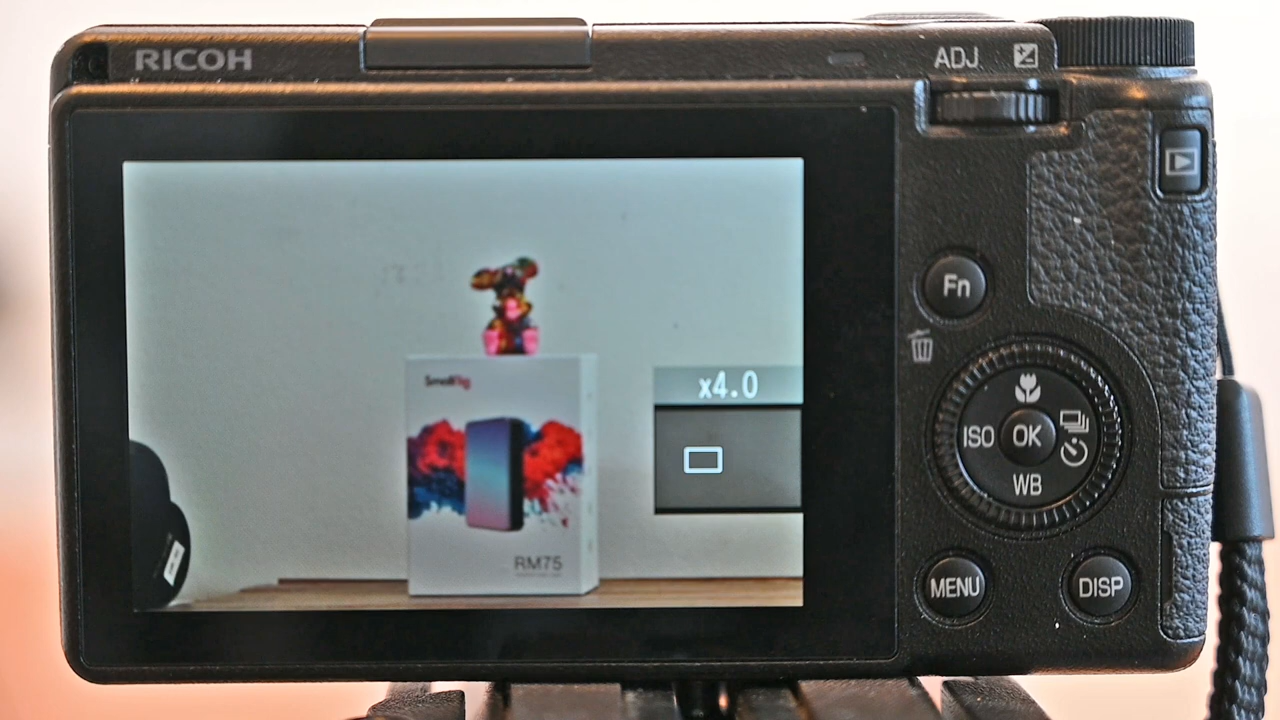 RICOH
ADJ
Fn
SmallRig
x4.0
ISO
OK
WB
RM75
MENU
DISP